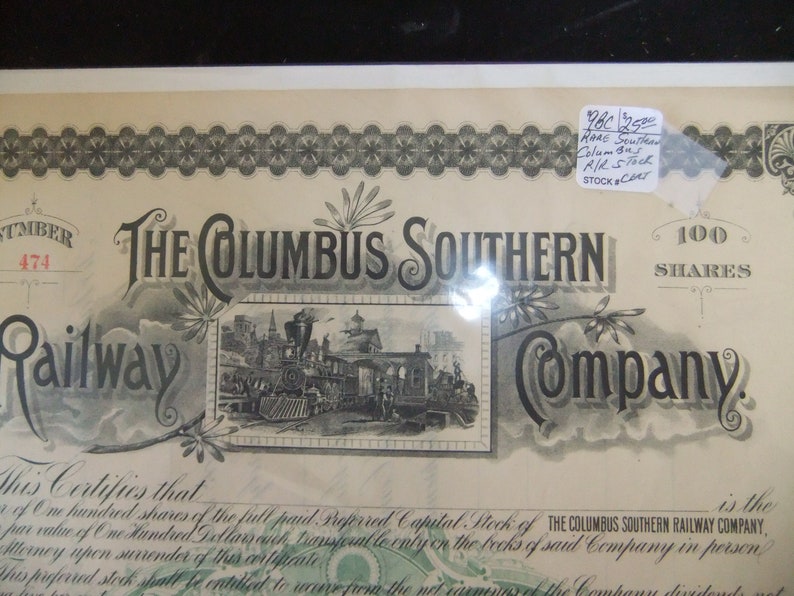 $ 7BC $25.00
RARE Southern
Columbus
R/R Stock
STOCK # CERT
NUMBER
474
100
SHARES
THE COLUMBUS SOUTHERN
Railway Company.
This Certifies that is the
er of One hundred shares of the full paid Preferred Capital Stock of THE COLUMBUS SOUTHERN RAILWAY COMPANY,
par value of One Hundred Dollars each, transferable only on the books of said Company in person
Attorney upon surrender of this certificate.
This preferred stock shall be entitled to receive from the net earnings of the Company dividends not